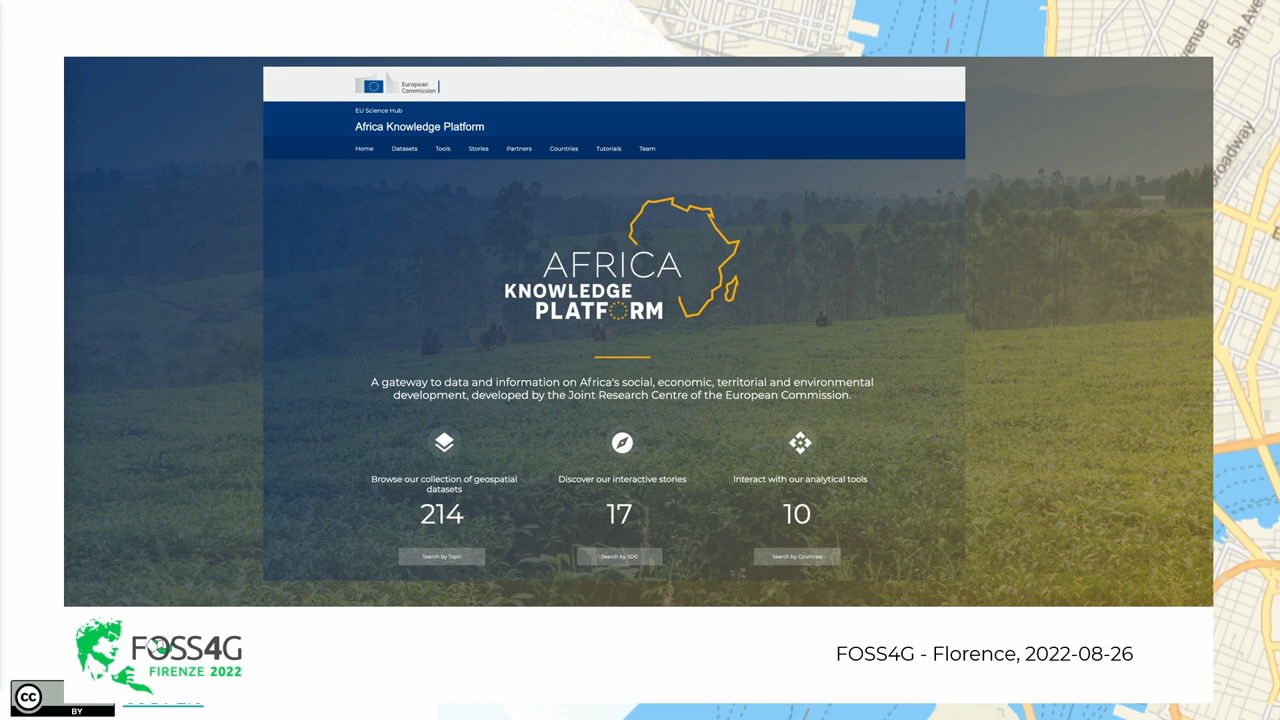 5th Ave
Broadway
European
Commission
EU Science Hub
Africa Knowledge Platform
Home Datasets Tools Stories Partners Countries Tutorials Team
AFRICA
KNOWLEDGE
PLATFORM
A gateway to data and information on Africa's social, economic, territorial and environmental
development, developed by the Joint Research Centre of the European Commission.
Browse our collection of geospatial
datasets
Discover our interactive stories
Interact with our analytical tools
214
17
10
Search by Topic
Search by SDG
Search by Countries
FOSS4G
FIRENZE 2022
FOSS4G - Florence, 2022-08-26
cc
BY